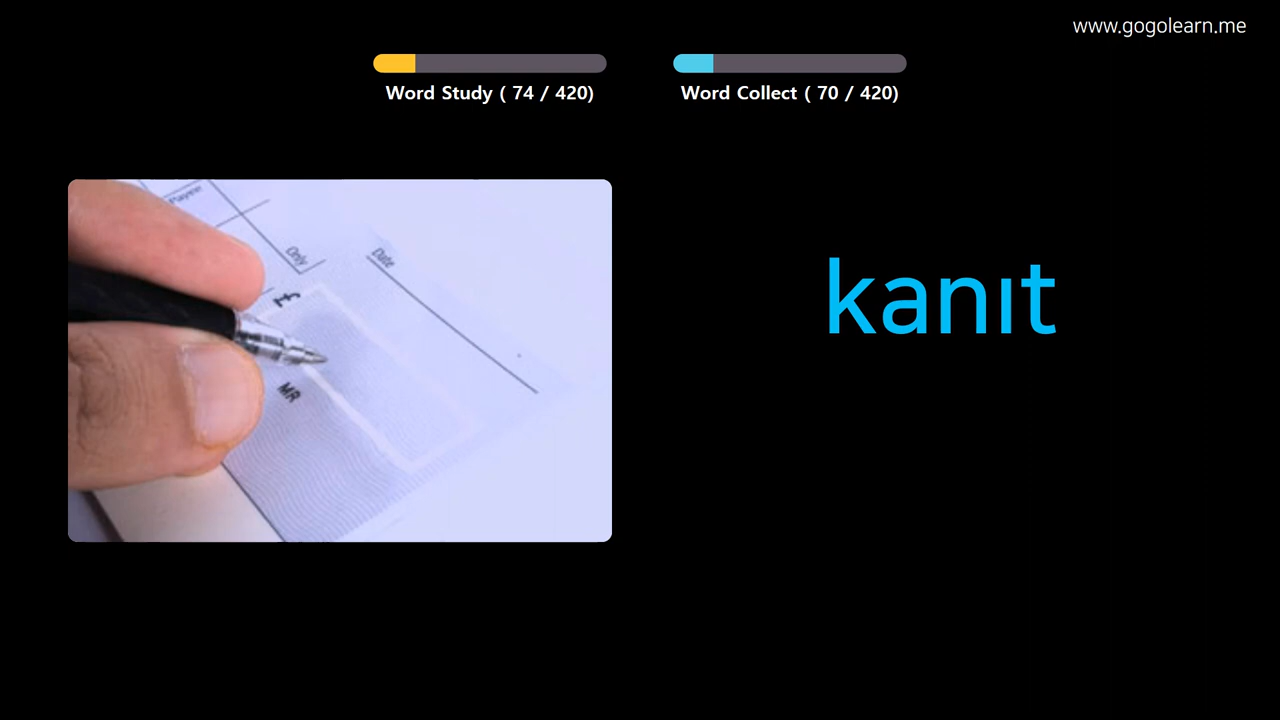 www.gogolearn.me
Word Study ( 74 / 420)
Word Collect ( 70 / 420)
kanıt
Payee
Only
Date
£
MR